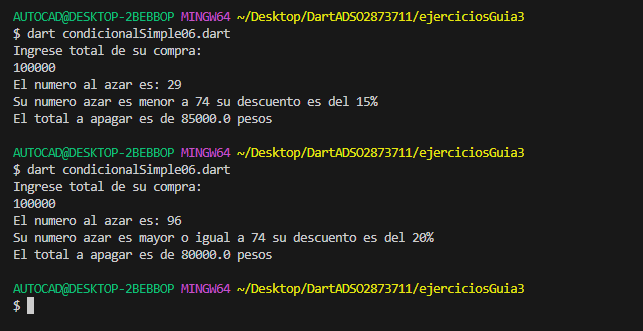 AUTOCAD@DESKTOP-2BEBBOP MINGW64 ~/Desktop/DartADSO2873711/ejerciciosGuia3
$ dart condicionalSimple06.dart
Ingrese total de su compra:
100000
El numero al azar es: 29
Su numero azar es menor a 74 su descuento es del 15%
El total a apagar es de 85000.0 pesos
AUTOCAD@DESKTOP-2BEBBOP MINGW64 ~/Desktop/DartADSO2873711/ejerciciosGuia3
$ dart condicionalSimple06.dart
Ingrese total de su compra:
100000
El numero al azar es: 96
Su numero azar es mayor o igual a 74 su descuento es del 20%
El total a apagar es de 80000.0 pesos
AUTOCAD@DESKTOP-2BEBBOP MINGW64 ~/Desktop/DartADSO2873711/ejerciciosGuia3
$